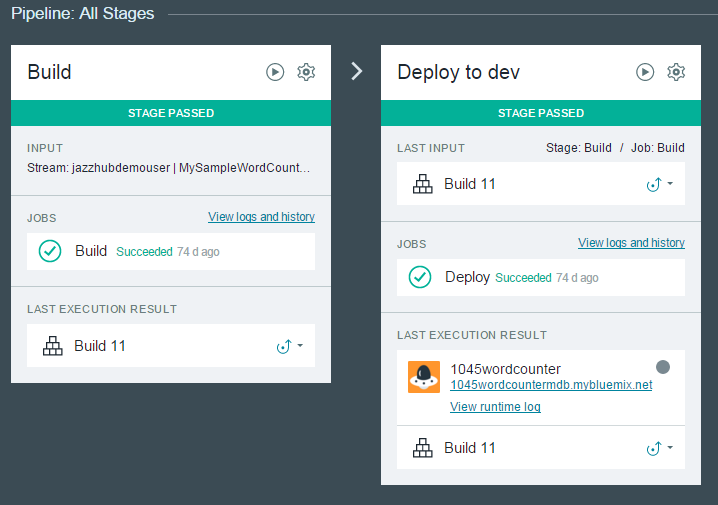 Pipeline: All Stages
Build
STAGE PASSED
INPUT
Stream: jazzhubdemouser | MySampleWordCount...
JOBS View logs and history
Build Succeeded 74 d ago
LAST EXECUTION RESULT
Build 11
Deploy to dev
STAGE PASSED
LAST INPUT Stage: Build / Job: Build
Build 11
JOBS View logs and history
Deploy Succeeded 74 d ago
LAST EXECUTION RESULT
1045wordcounter
1045wordcountermdb.mybluemix.net
View runtime log
Build 11